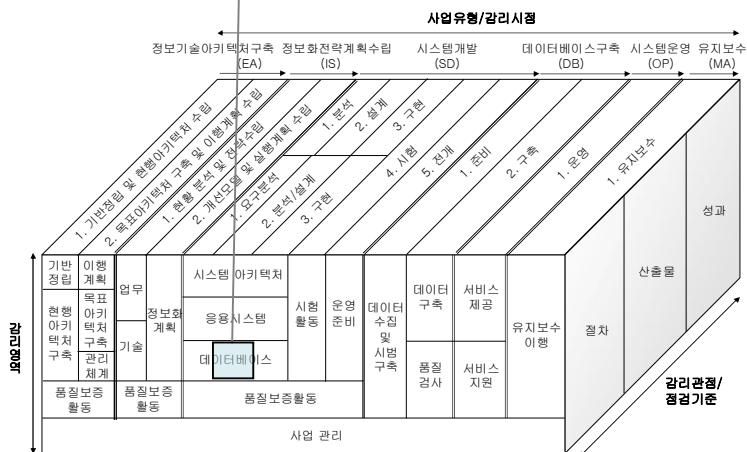 사업유형/감리시점
정보기술아키텍처구축 정보화전략계획수립 시스템개발 데이터베이스구축 시스템운영 유지보수
(EA) (IS) (SD) (DB) (OP) (MA)
1. 기반정립 및 현행아키텍처 수립
2. 목표아키텍처 구축 및 이행계획 수립
1. 현황 분석 및 전략수립
2. 개선모델 및 실행계획 수립
1. 분석
2. 설계
3. 구현
1. 요구분석
2. 분석/설계
3. 구현
4. 시험
5. 전개
1. 준비
2. 구축
1. 운영
1. 유지보수
절차
산출물
성과
감리영역
기반
정립
이행
계획
현행
아키
텍처
구축
목표
아키
텍처
구축
관리
체계
업무
기술
정보화
계획
시스템 아키텍처
응용시스템
데이터베이스
시험
활동
운영
준비
데이터
수집
및
시범
구축
데이터
구축
품질
검사
서비스
제공
서비스
지원
유지보수
이행
품질보증
활동
품질보증
활동
품질보증활동
사업 관리
감리관점/
점검기준